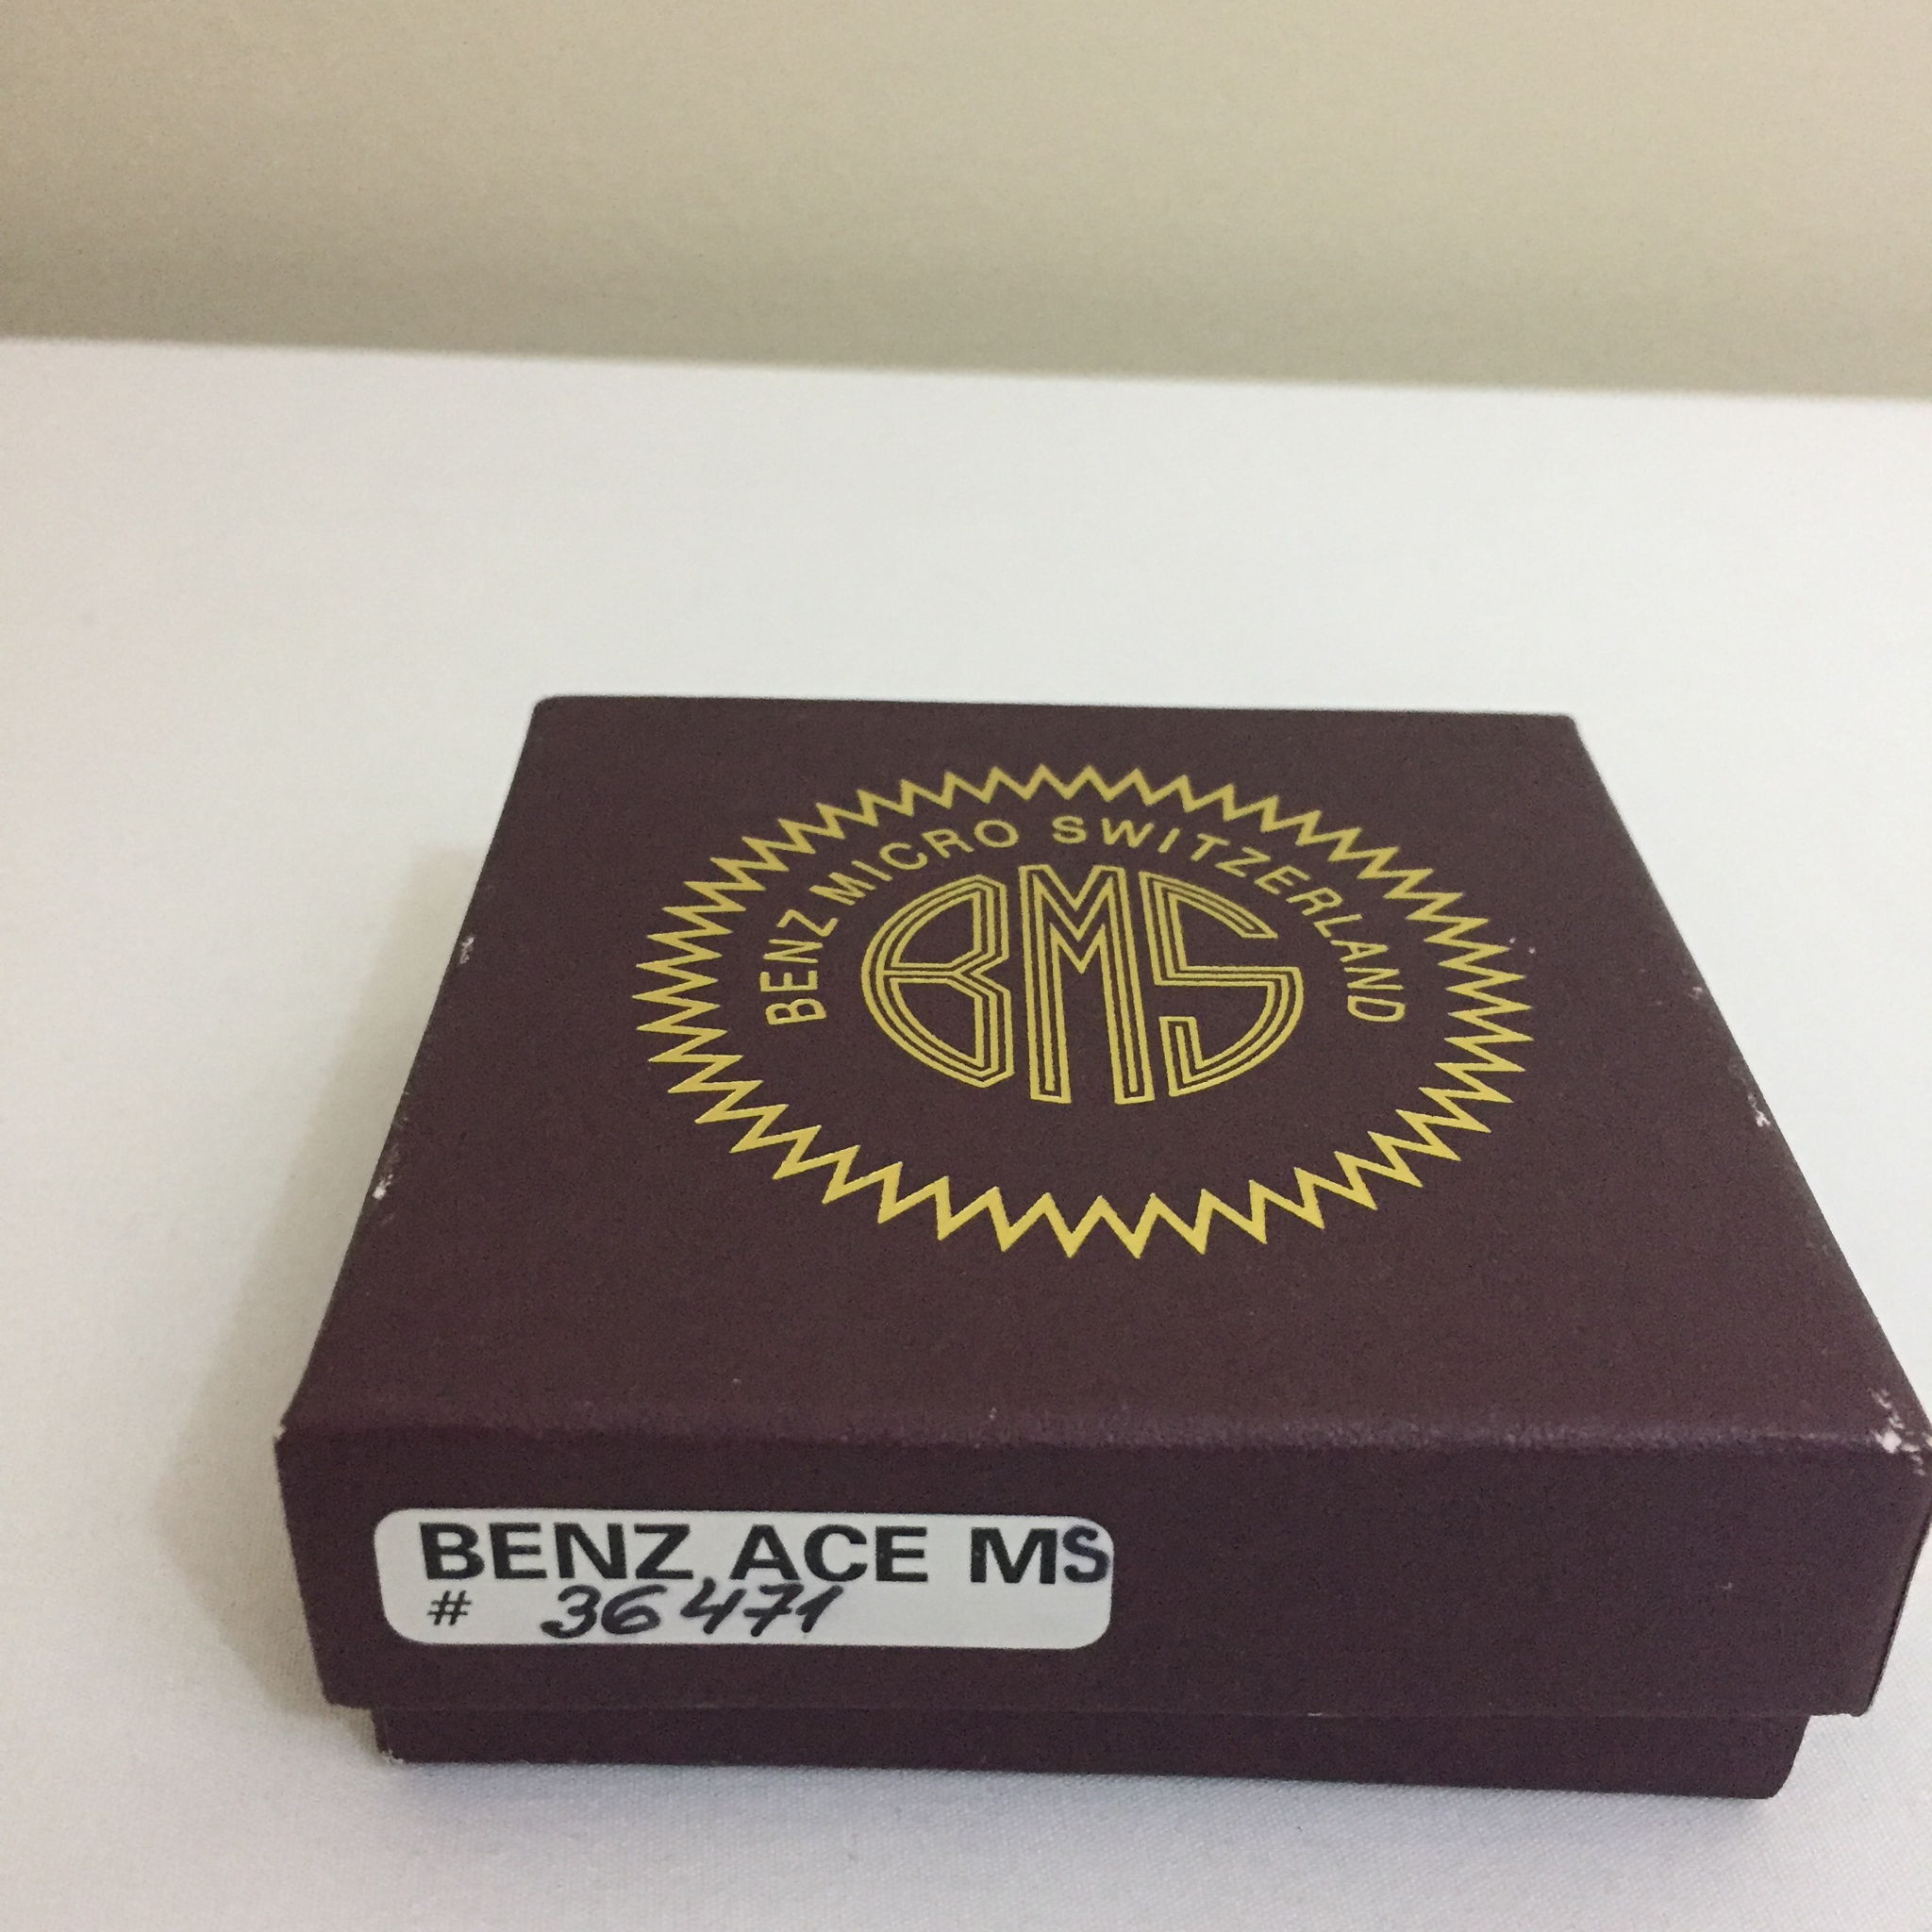 BENZ MICRO SWITZERLAND
BMS
BENZ ACE MS
# 36471